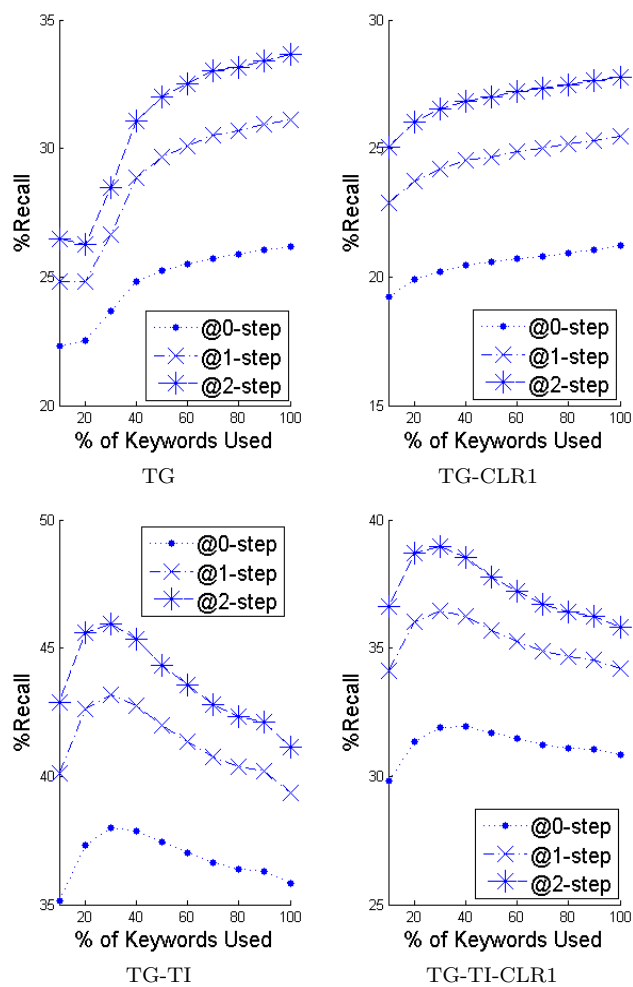 35
30
25
20
%Recall
20 40 60 80 100
% of Keywords Used
@0-step
@1-step
@2-step
TG
30
25
20
15
%Recall
20 40 60 80 100
% of Keywords Used
@0-step
@1-step
@2-step
TG-CLR1
50
45
40
35
%Recall
20 40 60 80 100
% of Keywords Used
@0-step
@1-step
@2-step
TG-TI
40
35
30
25
%Recall
20 40 60 80 100
% of Keywords Used
@0-step
@1-step
@2-step
TG-TI-CLR1